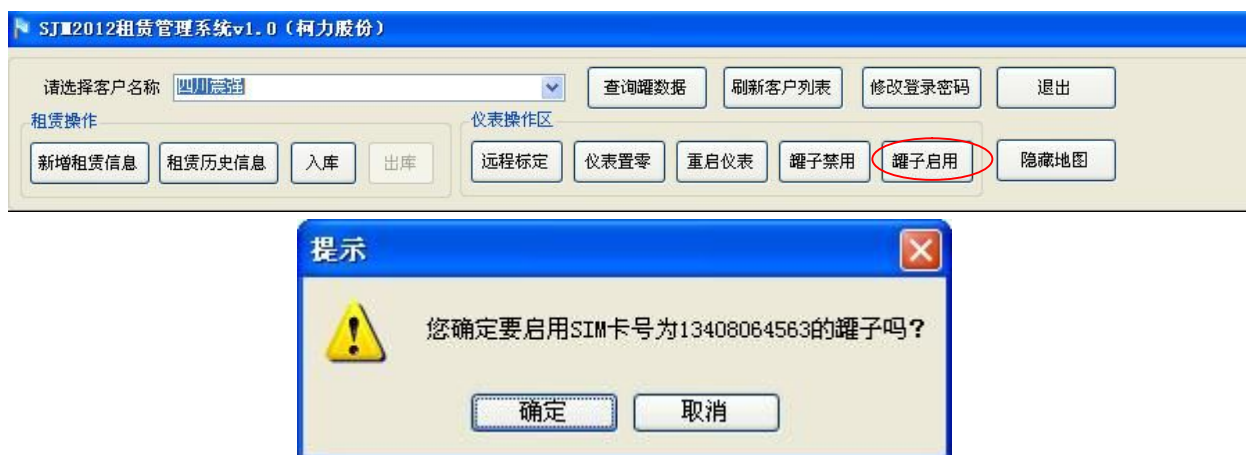 SJM2012租赁管理系统v1.0（柯力股份）
请选择客户名称 四川震强 查询罐数据 刷新客户列表 修改登录密码 退出
租赁操作 仪表操作区
新增租赁信息 租赁历史信息 入库 出库 远程标定 仪表置零 重启仪表 罐子禁用 罐子启用 隐藏地图
提示
您确定要启用SIM卡号为13408064563的罐子吗？
确定 取消